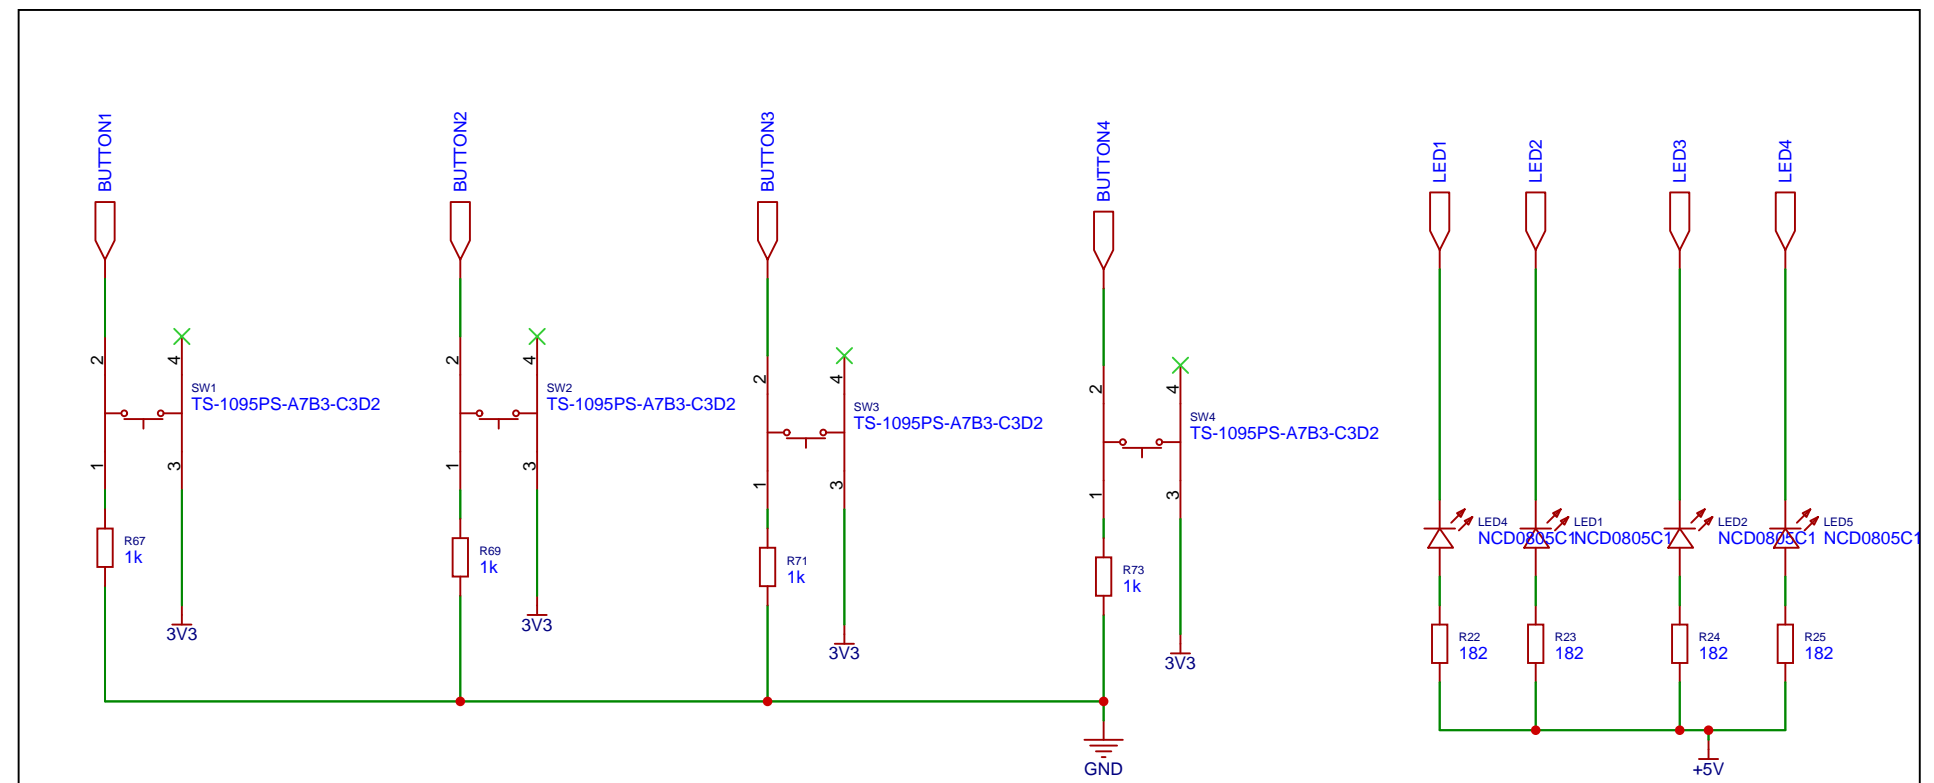 BUTTON1
BUTTON2
BUTTON3
BUTTON4
LED1
LED2
LED3
LED4
2
4
SW1
TS-1095PS-A7B3-C3D2
1
3
R67
1k
3V3
2
4
SW2
TS-1095PS-A7B3-C3D2
1
3
R69
1k
3V3
2
4
SW3
TS-1095PS-A7B3-C3D2
1
3
R71
1k
3V3
2
4
SW4
TS-1095PS-A7B3-C3D2
1
3
R73
1k
3V3
GND
LED4
NCD0805C1
LED1
NCD0805C1
LED2
NCD0805C1
LED5
NCD0805C1
R22
182
R23
182
R24
182
R25
182
+5V